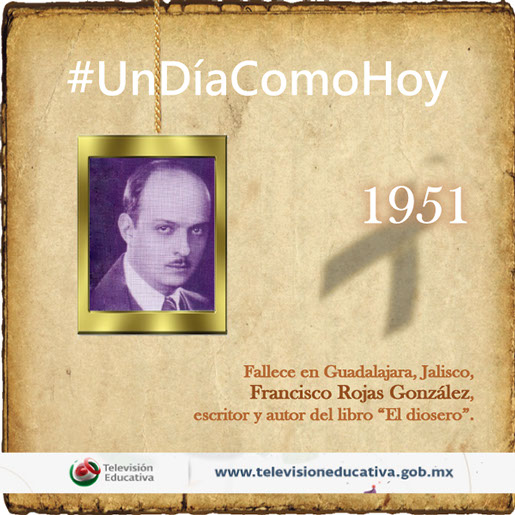 #UnDíaComoHoy
1951
Fallece en Guadalajara, Jalisco,
Francisco Rojas González,
escritor y autor del libro “El diosero”.
Televisión
Educativa
www.televisioneducativa.gob.mx